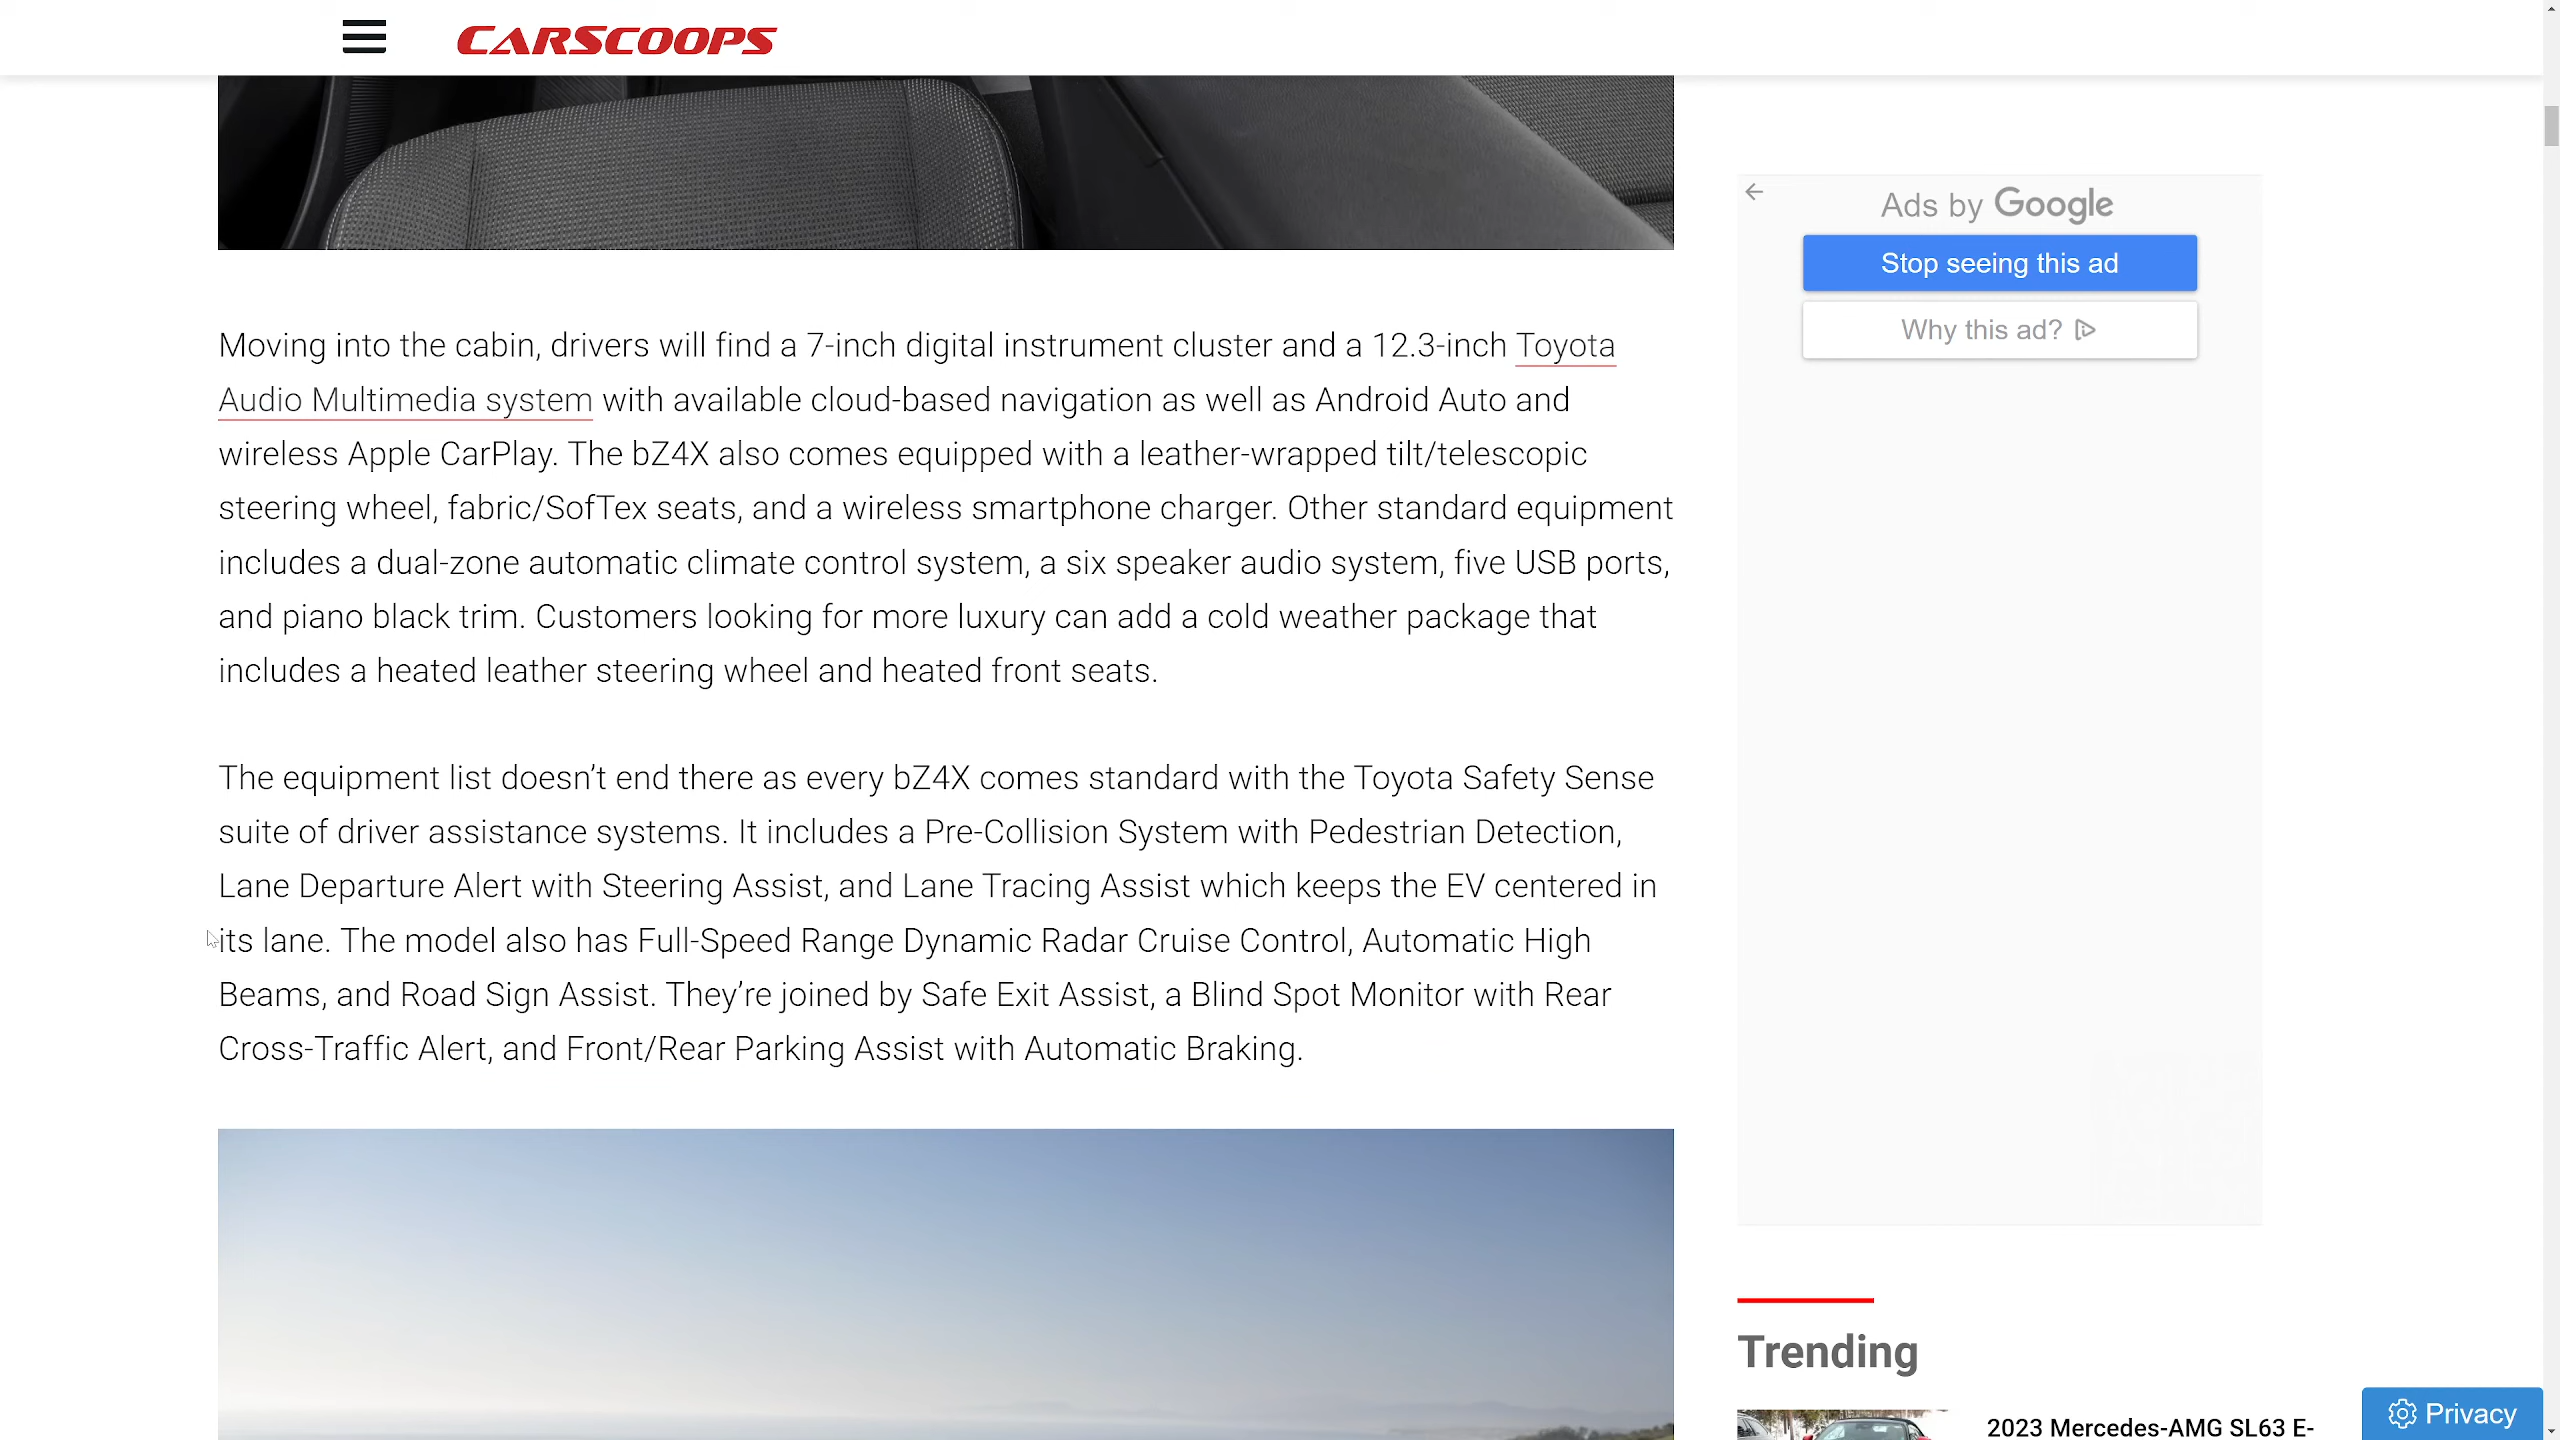 CARSCOOPS
Ads by Google
Stop seeing this ad
Why this ad?
Moving into the cabin, drivers will find a 7-inch digital instrument cluster and a 12.3-inch Toyota
Audio Multimedia system with available cloud-based navigation as well as Android Auto and
wireless Apple CarPlay. The bZ4X also comes equipped with a leather-wrapped tilt/telescopic
steering wheel, fabric/SofTex seats, and a wireless smartphone charger. Other standard equipment
includes a dual-zone automatic climate control system, a six speaker audio system, five USB ports,
and piano black trim. Customers looking for more luxury can add a cold weather package that
includes a heated leather steering wheel and heated front seats.
The equipment list doesn’t end there as every bZ4X comes standard with the Toyota Safety Sense
suite of driver assistance systems. It includes a Pre-Collision System with Pedestrian Detection,
Lane Departure Alert with Steering Assist, and Lane Tracing Assist which keeps the EV centered in
its lane. The model also has Full-Speed Range Dynamic Radar Cruise Control, Automatic High
Beams, and Road Sign Assist. They’re joined by Safe Exit Assist, a Blind Spot Monitor with Rear
Cross-Traffic Alert, and Front/Rear Parking Assist with Automatic Braking.
Trending
2023 Mercedes-AMG SL63 E-
Privacy